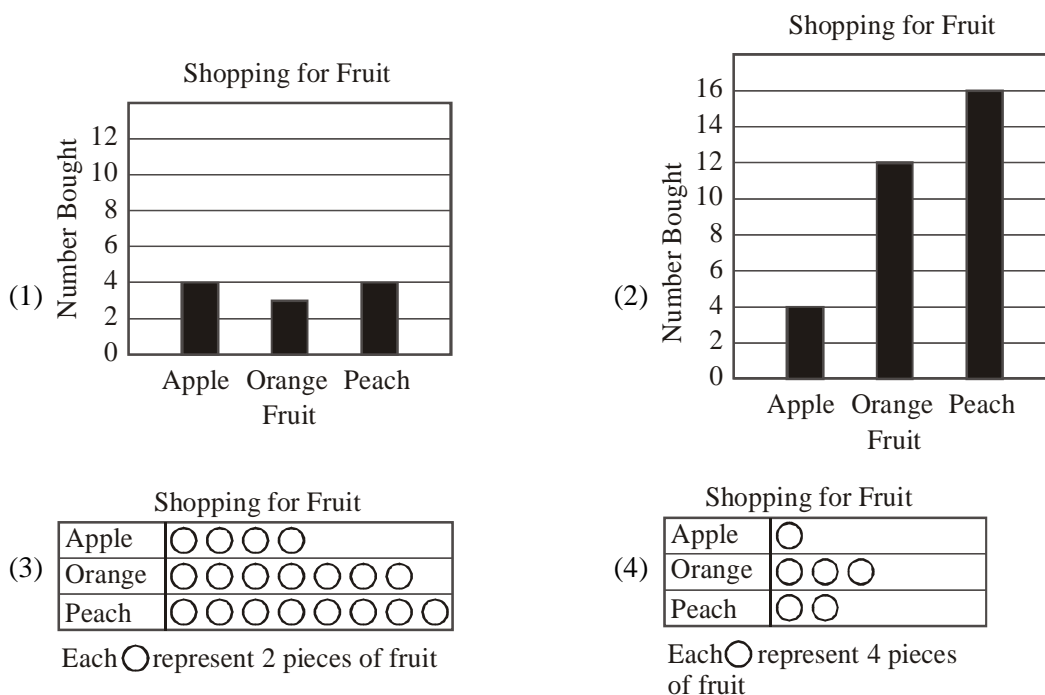 Shopping for Fruit
(1)
Number Bought
12
10
8
6
4
2
0
Apple Orange Peach
Fruit
Shopping for Fruit
(2)
Number Bought
16
14
12
10
8
6
4
2
0
Apple Orange Peach
Fruit
(3)
Shopping for Fruit
Apple
Orange
Peach
Each represent 2 pieces of fruit
(4)
Shopping for Fruit
Apple
Orange
Peach
Each represent 4 pieces
of fruit